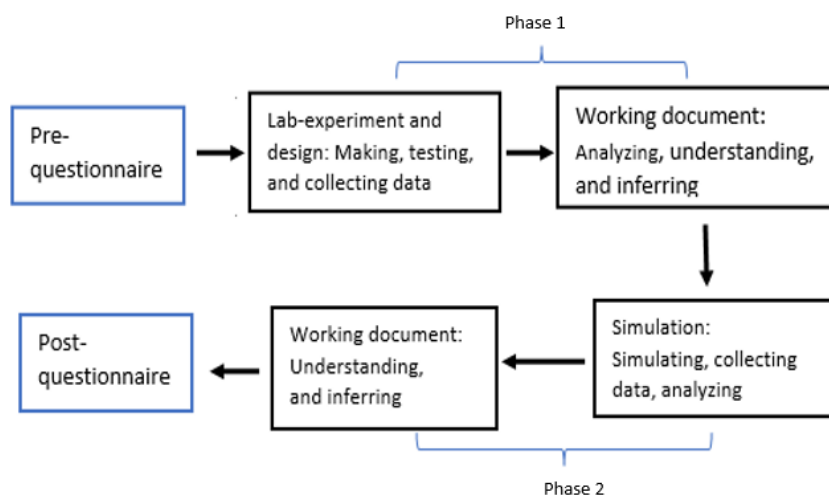 Phase 1
Pre-
questionnaire
Lab-experiment and
design: Making, testing,
and collecting data
Working document:
Analyzing, understanding,
and inferring
Simulation:
Simulating, collecting
data, analyzing
Working document:
Understanding,
and inferring
Post-
questionnaire
Phase 2